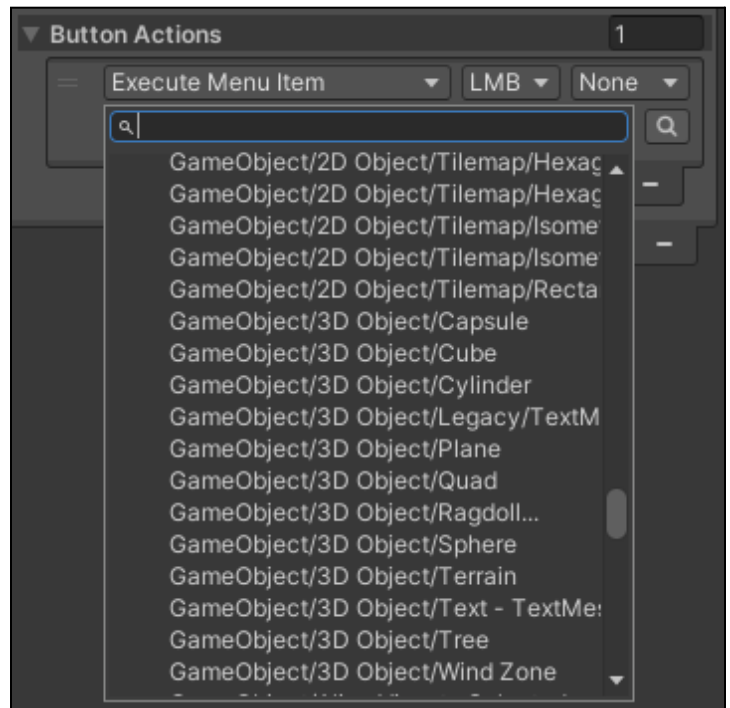 Button Actions 1
Execute Menu Item LMB None
GameObject/2D Object/Tilemap/Hexag
GameObject/2D Object/Tilemap/Hexag
GameObject/2D Object/Tilemap/Isome
GameObject/2D Object/Tilemap/Isome
GameObject/2D Object/Tilemap/Recta
GameObject/3D Object/Capsule
GameObject/3D Object/Cube
GameObject/3D Object/Cylinder
GameObject/3D Object/Legacy/TextM
GameObject/3D Object/Plane
GameObject/3D Object/Quad
GameObject/3D Object/Ragdoll...
GameObject/3D Object/Sphere
GameObject/3D Object/Terrain
GameObject/3D Object/Text - TextMes
GameObject/3D Object/Tree
GameObject/3D Object/Wind Zone